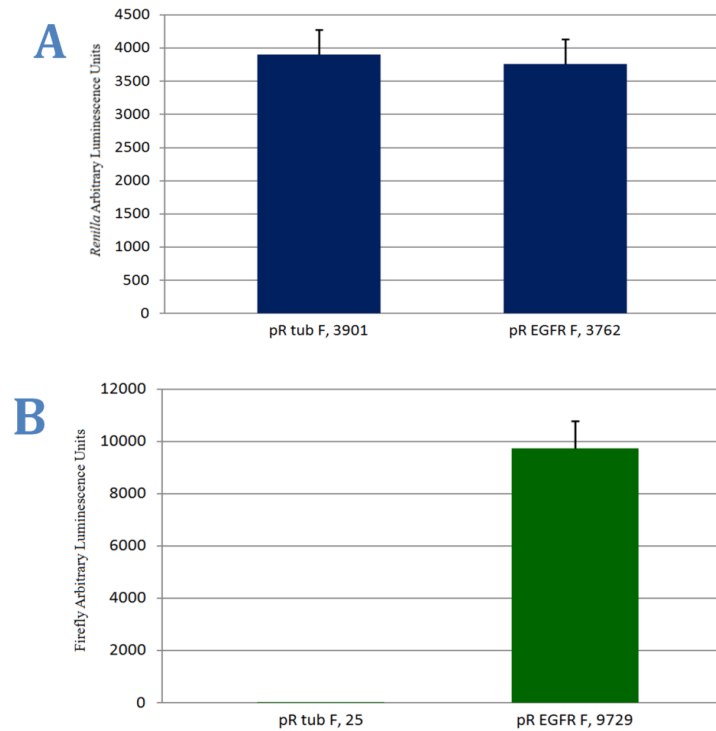 A
Renilla Arbitrary Luminescence Units
4500
4000
3500
3000
2500
2000
1500
1000
500
0
pR tub F, 3901
pR EGFR F, 3762
B
Firefly Arbitrary Luminescence Units
12000
10000
8000
6000
4000
2000
0
pR tub F, 25
pR EGFR F, 9729